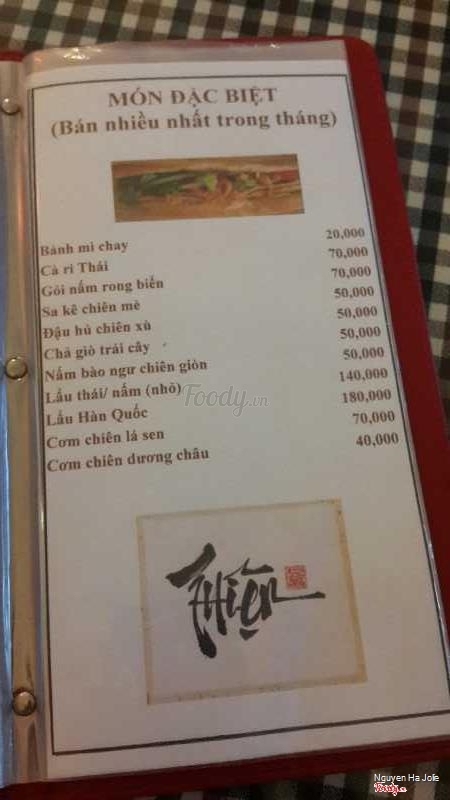 MÓN ĐẶC BIỆT
(Bán nhiều nhất trong tháng)
Bánh mì chay 20,000
Cà ri Thái 70,000
Gỏi nấm rong biển 70,000
Sa kê chiên mè 50,000
Đậu hủ chiên xù 50,000
Chả giò trái cây 50,000
Nấm bào ngư chiên giòn 50,000
Lẩu thái/ nấm (nhỏ) 140,000
Lẩu Hàn Quốc 180,000
Cơm chiên lá sen 70,000
Cơm chiên dương châu 40,000
Foody.vn
Thiện
Nguyen Ha Jolie
Foody.vn